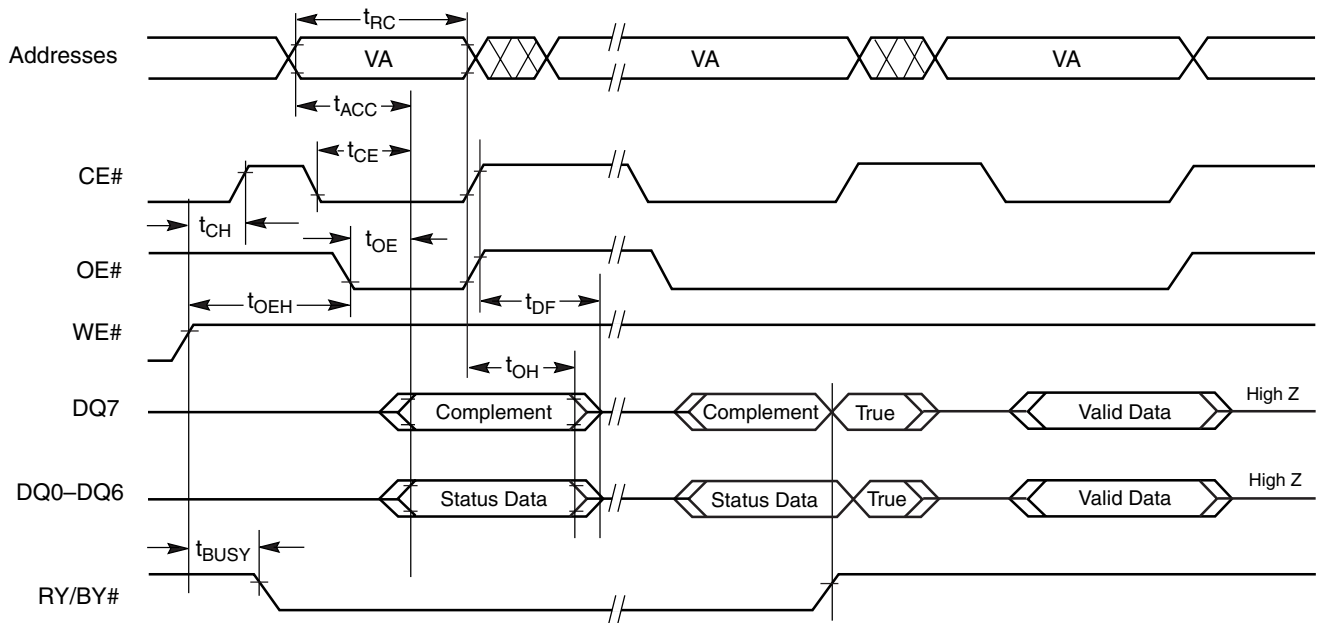 tRC
Addresses VA VA VA
tACC
tCE
CE#
tCH tOE
OE#
tOEH tDF
WE#
tOH
DQ7 Complement Complement True Valid Data High Z
DQ0–DQ6 Status Data Status Data True Valid Data High Z
tBUSY
RY/BY#